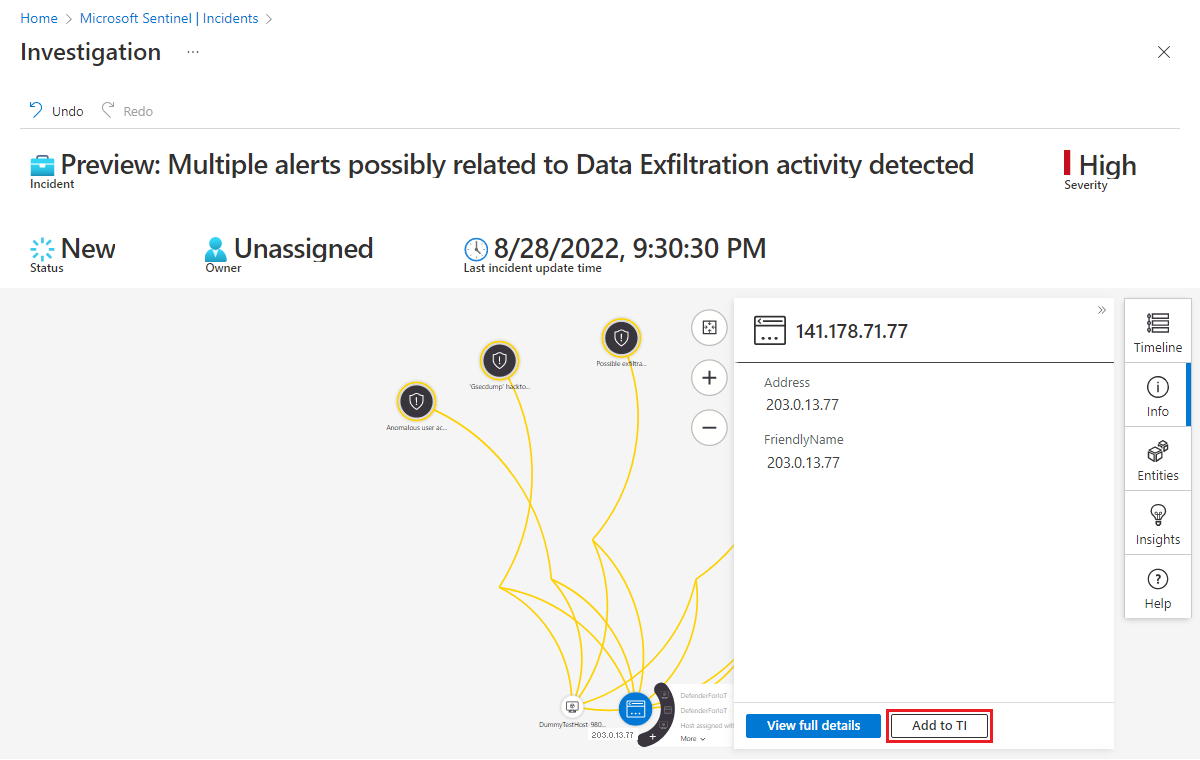 Home > Microsoft Sentinel | Incidents >
Investigation ...
Undo Redo
Preview: Multiple alerts possibly related to Data Exfiltration activity detected
Incident
High
Severity
New
Status
Unassigned
Owner
8/28/2022, 9:30:30 PM
Last incident update time
Possible exfiltra...
'Gsecdump' hackto...
Anomalous user ac...
DummyTestHost-980...
203.0.13.77
DefenderForIoT
DefenderForIoT
Host assigned wit
More
141.178.71.77
Address
203.0.13.77
FriendlyName
203.0.13.77
View full details
Add to TI
Timeline
Info
Entities
Insights
Help